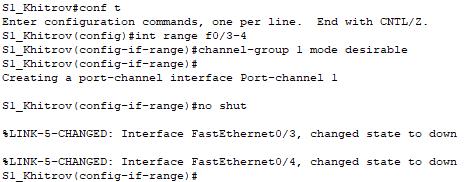 S1_Khitrov#conf t
Enter configuration commands, one per line.  End with CNTL/Z.
S1_Khitrov(config)#int range f0/3-4
S1_Khitrov(config-if-range)#channel-group 1 mode desirable
S1_Khitrov(config-if-range)#
Creating a port-channel interface Port-channel 1
S1_Khitrov(config-if-range)#no shut
%LINK-5-CHANGED: Interface FastEthernet0/3, changed state to down
%LINK-5-CHANGED: Interface FastEthernet0/4, changed state to down
S1_Khitrov(config-if-range)#